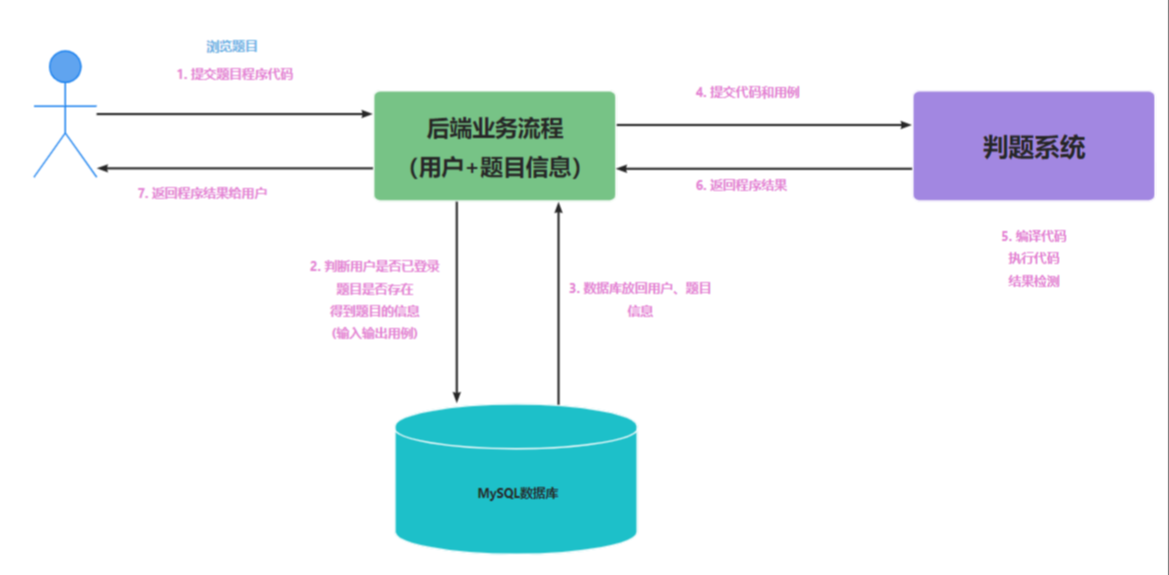 浏览题目
1. 提交题目程序代码
后端业务流程
(用户+题目信息)
7. 返回程序结果给用户
4. 提交代码和用例
6. 返回程序结果
判题系统
5. 编译代码
执行代码
结果检测
2. 判断用户是否已登录
题目是否存在
得到题目的信息
(输入输出用例)
3. 数据库放回用户、题目
信息
MySQL数据库